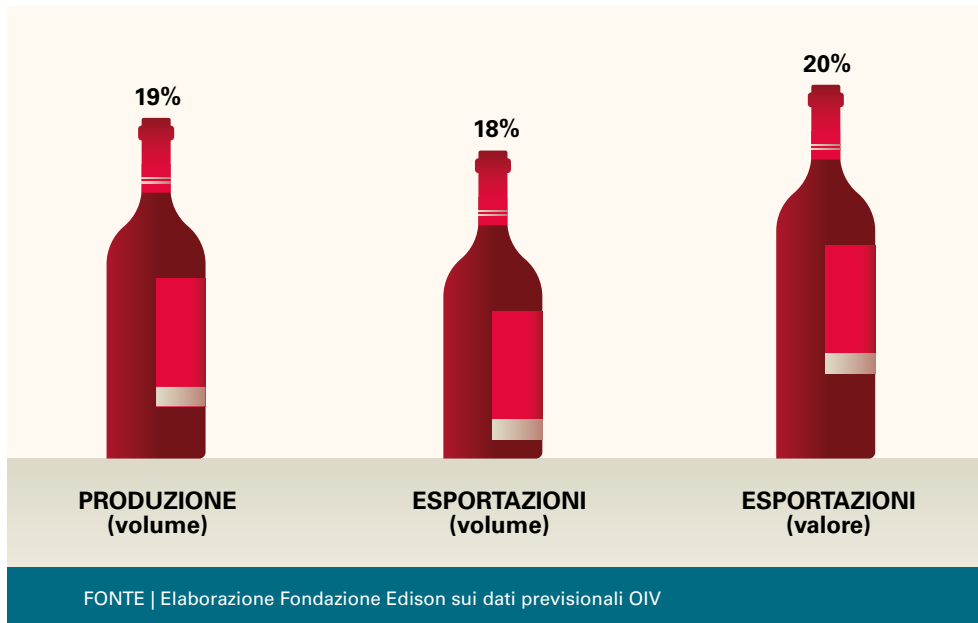 19%
18%
20%
PRODUZIONE
(volume)
ESPORTAZIONI
(volume)
ESPORTAZIONI
(valore)
FONTE | Elaborazione Fondazione Edison sui dati previsionali OIV